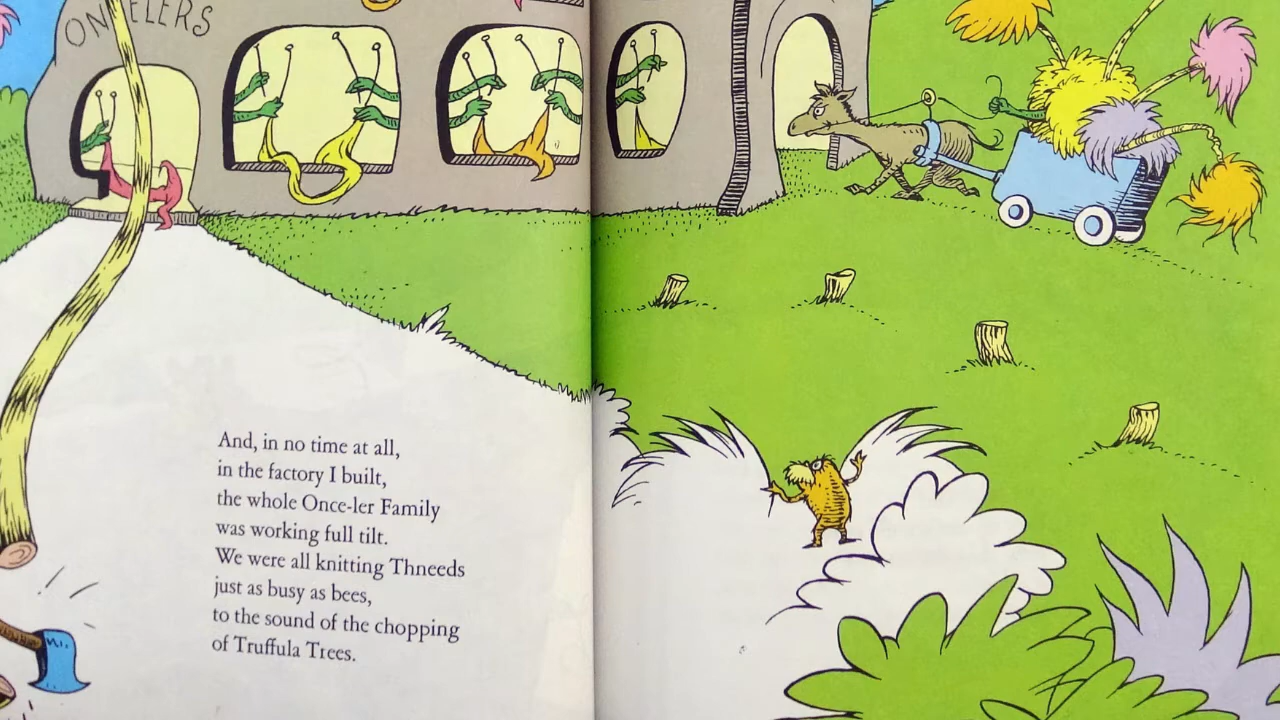 And, in no time at all,
in the factory I built,
the whole Once-ler Family
was working full tilt.
We were all knitting Thneeds
just as busy as bees,
to the sound of the chopping
of Truffula Trees.